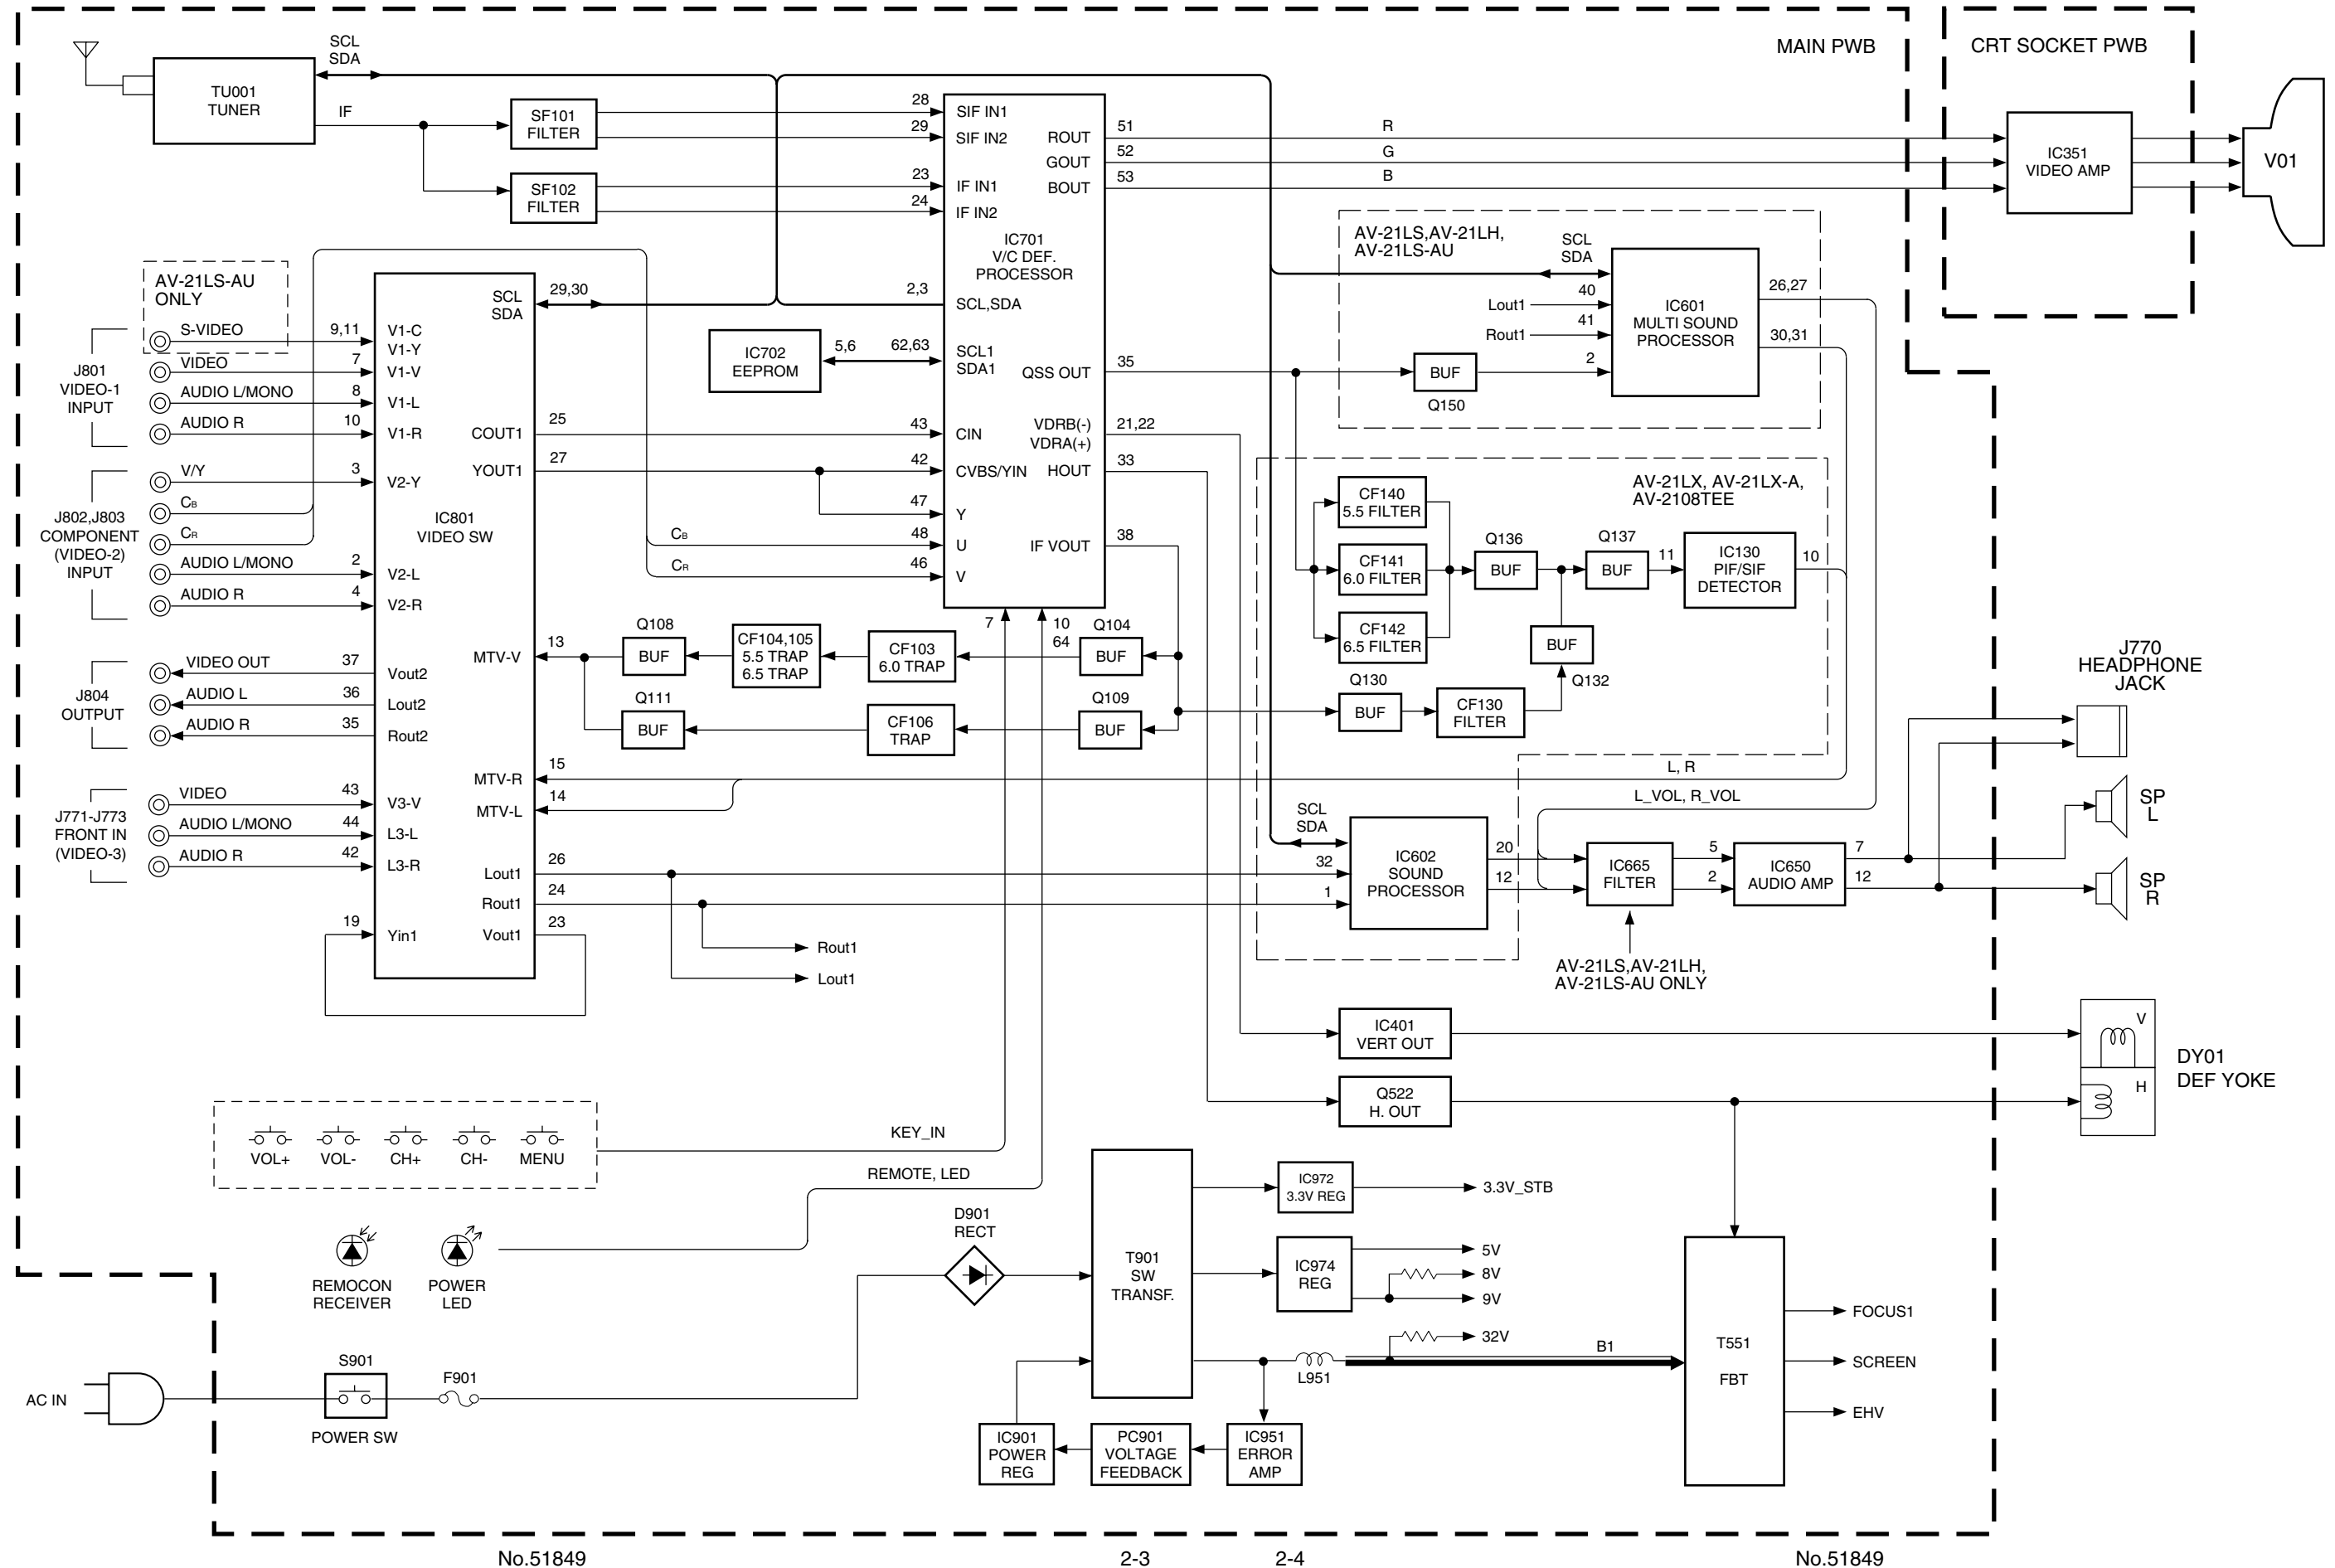 MAIN PWB
CRT SOCKET PWB
SCL
SDA
TU001
TUNER
IF
SF101
FILTER
SF102
FILTER
28
29
23
24
SIF IN1
SIF IN2
IF IN1
IF IN2
IC701
V/C DEF.
PROCESSOR
ROUT
GOUT
BOUT
51
52
53
R
G
B
IC351
VIDEO AMP
V01
AV-21LS-AU
ONLY
S-VIDEO
J801
VIDEO-1
INPUT
VIDEO
AUDIO L/MONO
AUDIO R
9,11
7
8
10
V1-C
V1-Y
V1-V
V1-L
V1-R
SCL
SDA
29,30
2,3
SCL,SDA
IC702
EEPROM
5,6
62,63
SCL1
SDA1
QSS OUT
35
AV-21LS,AV-21LH,
AV-21LS-AU
SCL
SDA
Lout1
40
Rout1
41
2
BUF
Q150
IC601
MULTI SOUND
PROCESSOR
26,27
30,31
COUT1
25
43
CIN
YOUT1
27
42
CVBS/YIN
47
Y
CB
48
U
CR
46
V
VDRB(-)
VDRA(+)
21,22
HOUT
33
IF VOUT
38
J802,J803
COMPONENT
(VIDEO-2)
INPUT
V/Y
CB
CR
AUDIO L/MONO
AUDIO R
3
2
4
V2-Y
V2-L
V2-R
IC801
VIDEO SW
AV-21LX, AV-21LX-A,
AV-2108TEE
CF140
5.5 FILTER
CF141
6.0 FILTER
CF142
6.5 FILTER
Q136
BUF
Q137
BUF
11
IC130
PIF/SIF
DETECTOR
10
BUF
Q132
Q130
BUF
CF130
FILTER
7
10
64
MTV-V
13
Q108
BUF
CF104,105
5.5 TRAP
6.5 TRAP
CF103
6.0 TRAP
Q104
BUF
Q111
BUF
CF106
TRAP
Q109
BUF
J804
OUTPUT
VIDEO OUT
AUDIO L
AUDIO R
37
36
35
Vout2
Lout2
Rout2
MTV-R
15
MTV-L
14
L, R
L_VOL, R_VOL
J770
HEADPHONE
JACK
J771-J773
FRONT IN
(VIDEO-3)
VIDEO
AUDIO L/MONO
AUDIO R
43
44
42
V3-V
L3-L
L3-R
Lout1
26
Rout1
24
Vout1
23
19
Yin1
Rout1
Lout1
SCL
SDA
32
1
IC602
SOUND
PROCESSOR
20
12
IC665
FILTER
5
2
IC650
AUDIO AMP
7
12
SP
L
SP
R
AV-21LS,AV-21LH,
AV-21LS-AU ONLY
IC401
VERT OUT
Q522
H. OUT
V
H
DY01
DEF YOKE
VOL+
VOL-
CH+
CH-
MENU
KEY_IN
REMOTE, LED
REMOCON
RECEIVER
POWER
LED
D901
RECT
T901
SW
TRANSF.
IC972
3.3V REG
3.3V_STB
IC974
REG
5V
8V
9V
32V
L951
B1
T551
FBT
FOCUS1
SCREEN
EHV
AC IN
S901
POWER SW
F901
IC901
POWER
REG
PC901
VOLTAGE
FEEDBACK
IC951
ERROR
AMP
No.51849
2-3
2-4
No.51849